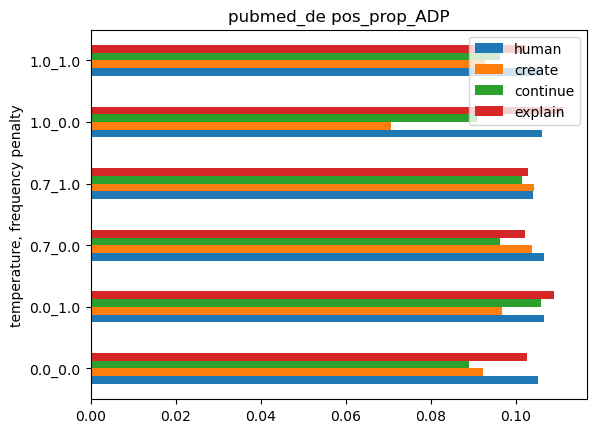 pubmed_de pos_prop_ADP
human
create
continue
explain
temperature, frequency penalty
1.0_1.0
1.0_0.0
0.7_1.0
0.7_0.0
0.0_1.0
0.0_0.0
0.00 0.02 0.04 0.06 0.08 0.10